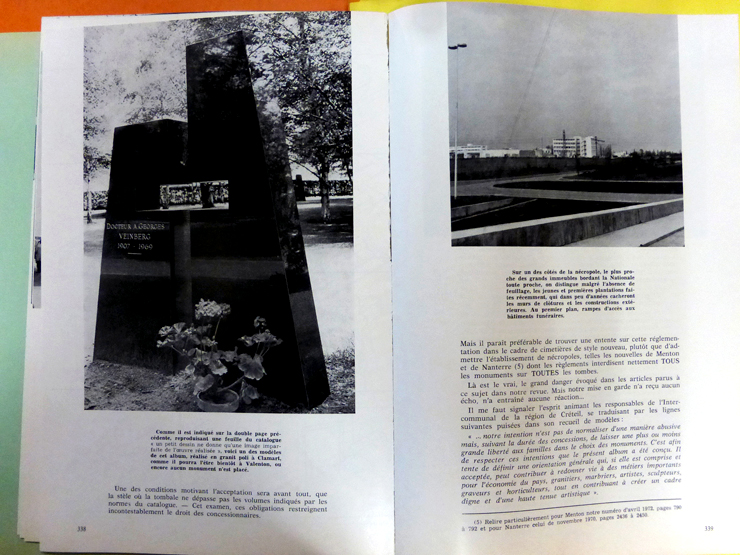 DOCTEUR A. GEORGES
VEINBERG
1907 - 1969
Comme il est indiqué sur la double page pré-
cédente, reproduisant une feuille du catalogue
« un petit dessin ne donne qu'une image impar-
faite de l'œuvre réalisée », voici un des modèles
de cet album, réalisé en granit poli à Clamart,
comme il pourra l'être bientôt à Valenton, ou
encore aucun monument n'est placé.
Une des conditions motivant l'acceptation sera avant tout, que
la stèle où la tombale ne dépasse pas les volumes indiqués par les
normes du catalogue. — Cet examen, ces obligations restreignent
incontestablement le droit des concessionnaires.
338
Sur un des côtés de la nécropole, le plus pro-
che des grands immeubles bordant la Nationale
toute proche, on distingue malgré l'absence de
feuillage, les jeunes et premières plantations fai-
tes récemment, qui dans peu d'années cacheront
les murs de clôtures et les constructions exté-
rieures. Au premier plan, rampes d'accès aux
bâtiments funéraires.
Mais il paraît préférable de trouver une entente sur cette réglemen-
tation dans le cadre de cimetières de style nouveau, plutôt que d'ad-
mettre l'établissement de nécropoles, telles les nouvelles de Menton
et de Nanterre (5) dont les règlements interdisent nettement TOUS
les monuments sur TOUTES les tombes.
Là est le vrai, le grand danger évoqué dans les articles parus à
ce sujet dans notre revue. Mais notre mise en garde n'a reçu aucun
écho, n'a entraîné aucune réaction...
Il me faut signaler l'esprit animant les responsables de l'Inter-
communal de la région de Créteil, se traduisant par les lignes
suivantes puisées dans son recueil de modèles :
« ... notre intention n'est pas de normaliser d'une manière abusive
mais, suivant la durée des concessions, de laisser une plus ou moins
grande liberté aux familles dans le choix des monuments. C'est afin
de respecter ces intentions que le présent album a été conçu. Il
tente de définir une orientation générale qui, si elle est comprise et
acceptée, peut contribuer à redonner vie à des métiers importants
pour l'économie du pays, granitiers, marbriers, artistes, sculpteurs,
graveurs et horticulteurs, tout en contribuant à créer un cadre
digne et d'une haute tenue artistique ».
(5) Relire particulièrement pour Menton notre numéro d'avril 1973, pages 790
à 792 et pour Nanterre celui de novembre 1976, pages 2426 à 2430.
339